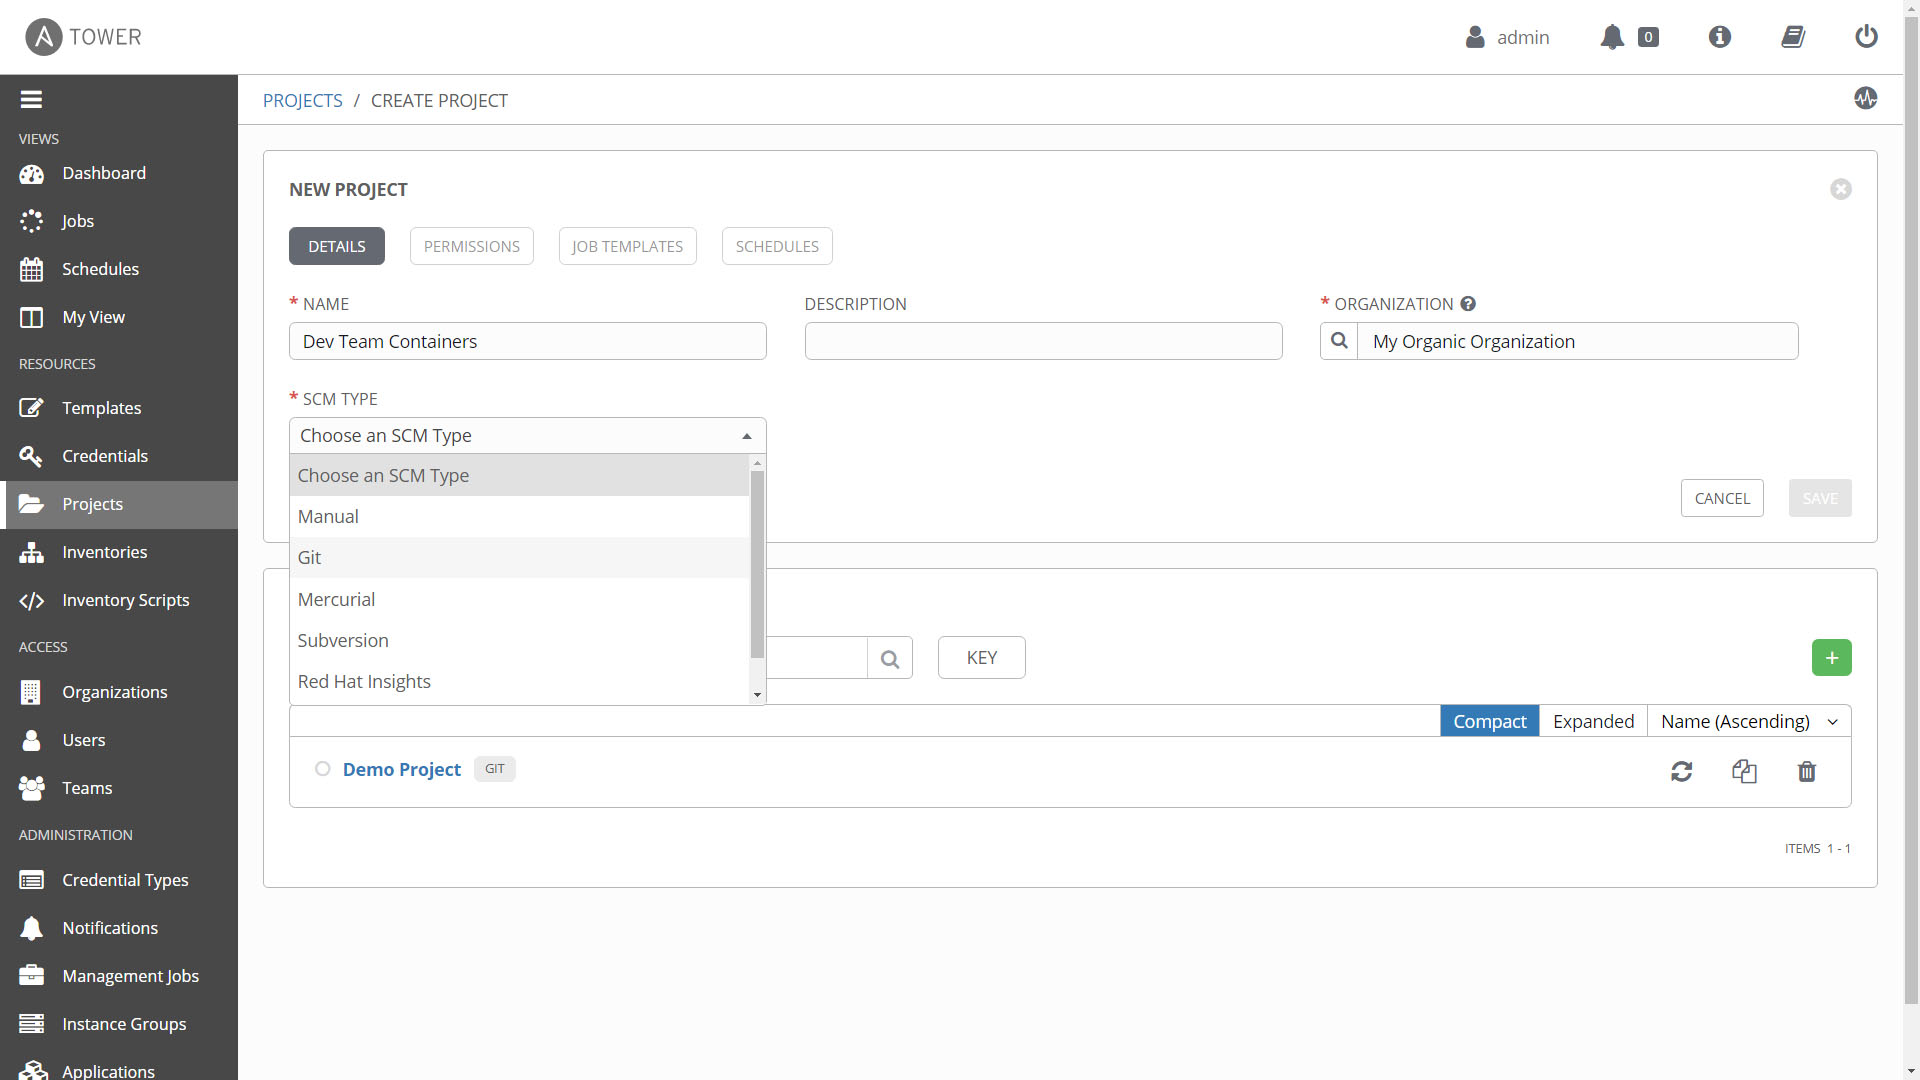 TOWER
admin
0
PROJECTS / CREATE PROJECT
VIEWS
Dashboard
Jobs
Schedules
My View
RESOURCES
Templates
Credentials
Projects
Inventories
Inventory Scripts
ACCESS
Organizations
Users
Teams
ADMINISTRATION
Credential Types
Notifications
Management Jobs
Instance Groups
Applications
NEW PROJECT
DETAILS
PERMISSIONS
JOB TEMPLATES
SCHEDULES
* NAME
Dev Team Containers
DESCRIPTION
* ORGANIZATION ?
My Organic Organization
* SCM TYPE
Choose an SCM Type
Choose an SCM Type
Manual
Git
Mercurial
Subversion
Red Hat Insights
CANCEL
SAVE
KEY
+
Compact
Expanded
Name (Ascending)
Demo Project GIT
ITEMS 1 - 1